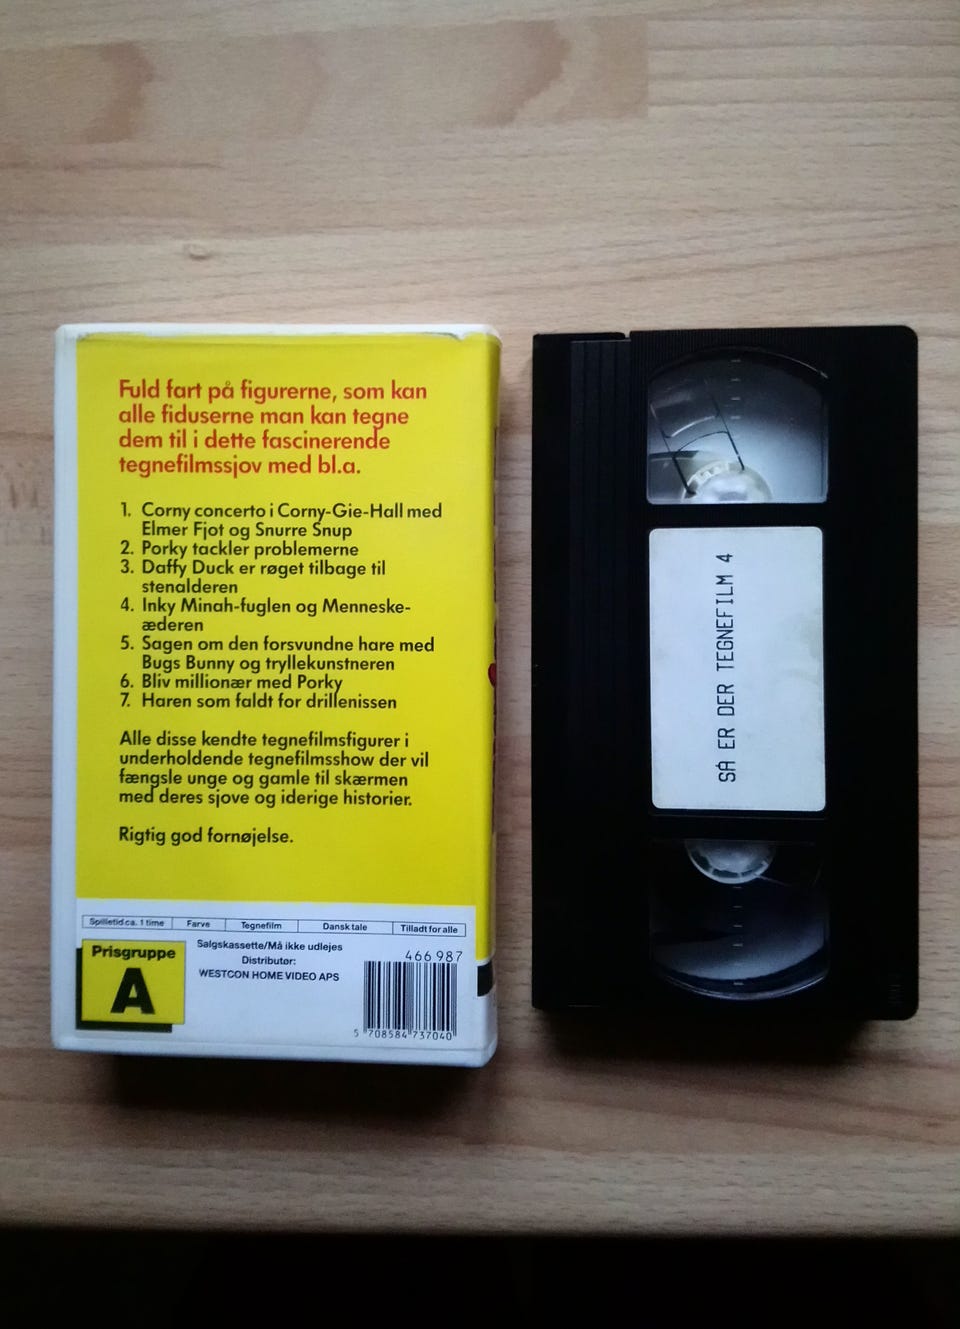 Fuld fart på figurerne, som kan
alle fiduserne man kan tegne
dem til i dette fascinerende
tegnefilmssjov med bl.a.
1. Corny concerto i Corny-Gie-Hall med
Elmer Fjot og Snurre Snup
2. Porky tackler problemerne
3. Daffy Duck er røget tilbage til
stenalderen
4. Inky Minah-fuglen og Menneske-
æderen
5. Sagen om den forsvundne hare med
Bugs Bunny og tryllekunstneren
6. Bliv millionær med Porky
7. Haren som faldt for drillenissen
Alle disse kendte tegnefilmsfigurer i
underholdende tegnefilmsshow der vil
fængsle unge og gamle til skærmen
med deres sjove og iderige historier.
Rigtig god fornøjelse.
Spilletid ca. 1 time Farve Tegnefilm Dansk tale Tilladt for alle
Prisgruppe
A
Salgskassette/Må ikke udlejes
Distributør:
WESTCON HOME VIDEO APS
466 987
5 708584 737040
SÅ ER DER TEGNEFILM 4